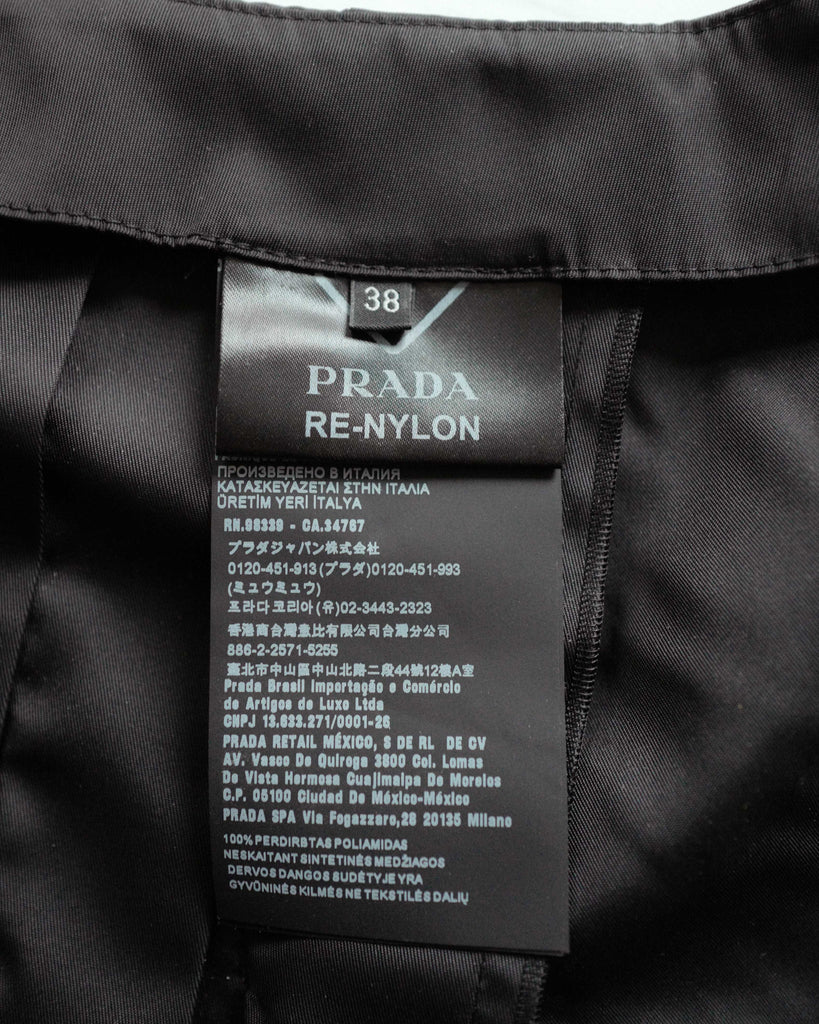 38
PRADA
RE-NYLON
ПРОИЗВЕДЕНО В ИТАЛИЯ
ΚΑΤΑΣΚΕΥΑΖΕΤΑΙ ΣΤΗΝ ΙΤΑΛΙΑ
ÜRETİM YERİ İTALYA
RN.98339 - CA.34767
プラダジャパン株式会社
0120-451-913(プラダ)0120-451-993
(ミュウミュウ)
프라다코리아(유)02-3443-2323
香港商台灣意比有限公司台灣分公司
886-2-2571-5255
臺北市中山區中山北路二段44號12樓A室
Prada Brasil Importação e Comércio
de Artigos de Luxo Ltda
CNPJ 13.633.271/0001-26
PRADA RETAIL MÉXICO, S DE RL DE CV
AV. Vasco De Quiroga 3800 Col. Lomas
De Vista Hermosa Cuajimalpa De Morelos
C.P. 05100 Ciudad De México-México
PRADA SPA Via Fogazzaro,28 20135 Milano
100% PERDIRBTAS POLIAMIDAS
NESKAITANT SINTETINĖS MEDŽIAGOS
DERVOS DANGOS SUDĖTYJE YRA
GYVŪNINĖS KILMĖS NE TEKSTILĖS DALIŲ